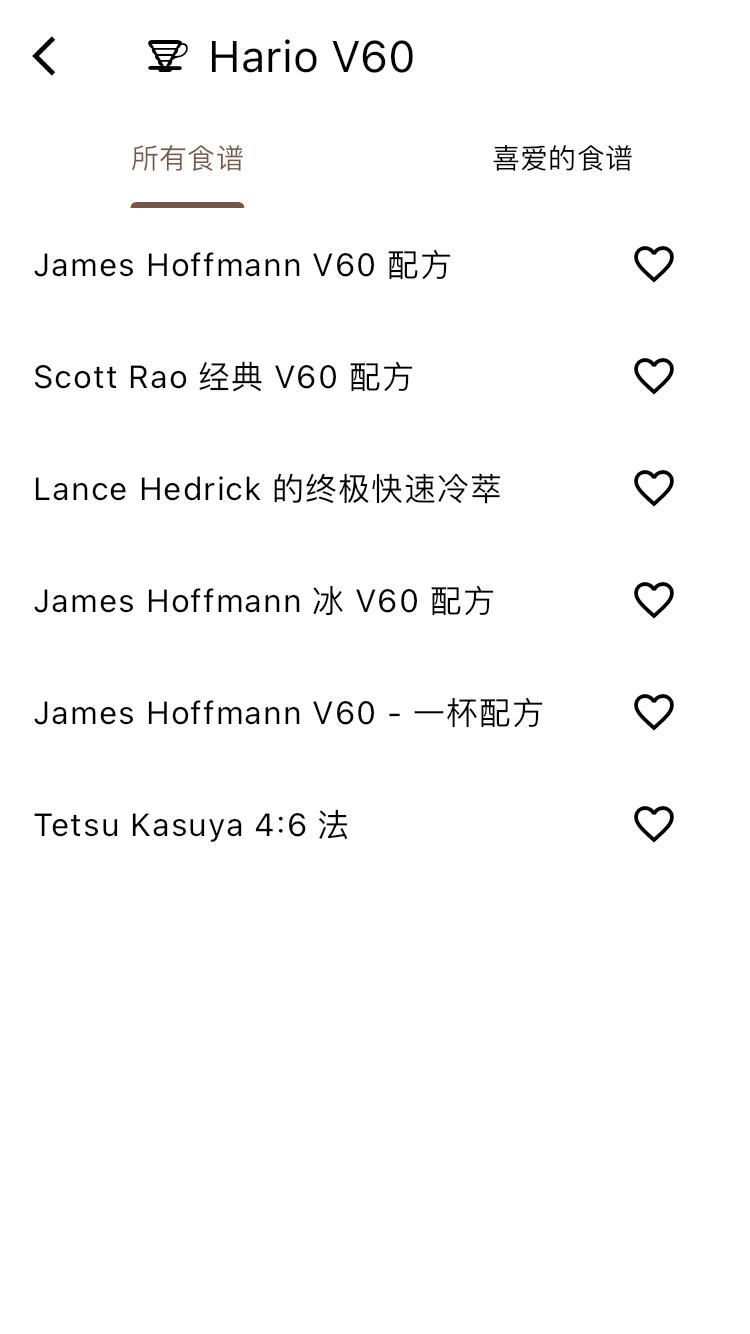 Hario V60
所有食谱
喜爱的食谱
James Hoffmann V60 配方
Scott Rao 经典 V60 配方
Lance Hedrick 的终极快速冷萃
James Hoffmann 冰 V60 配方
James Hoffmann V60 - 一杯配方
Tetsu Kasuya 4:6 法